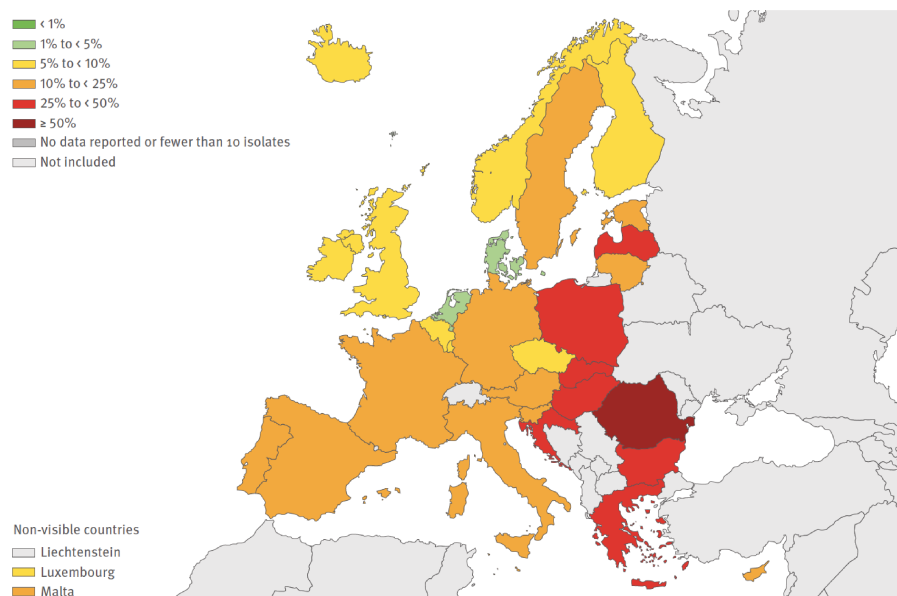 < 1%
1% to < 5%
5% to < 10%
10% to < 25%
25% to < 50%
≥ 50%
No data reported or fewer than 10 isolates
Not included
Non-visible countries
Liechtenstein
Luxembourg
Malta